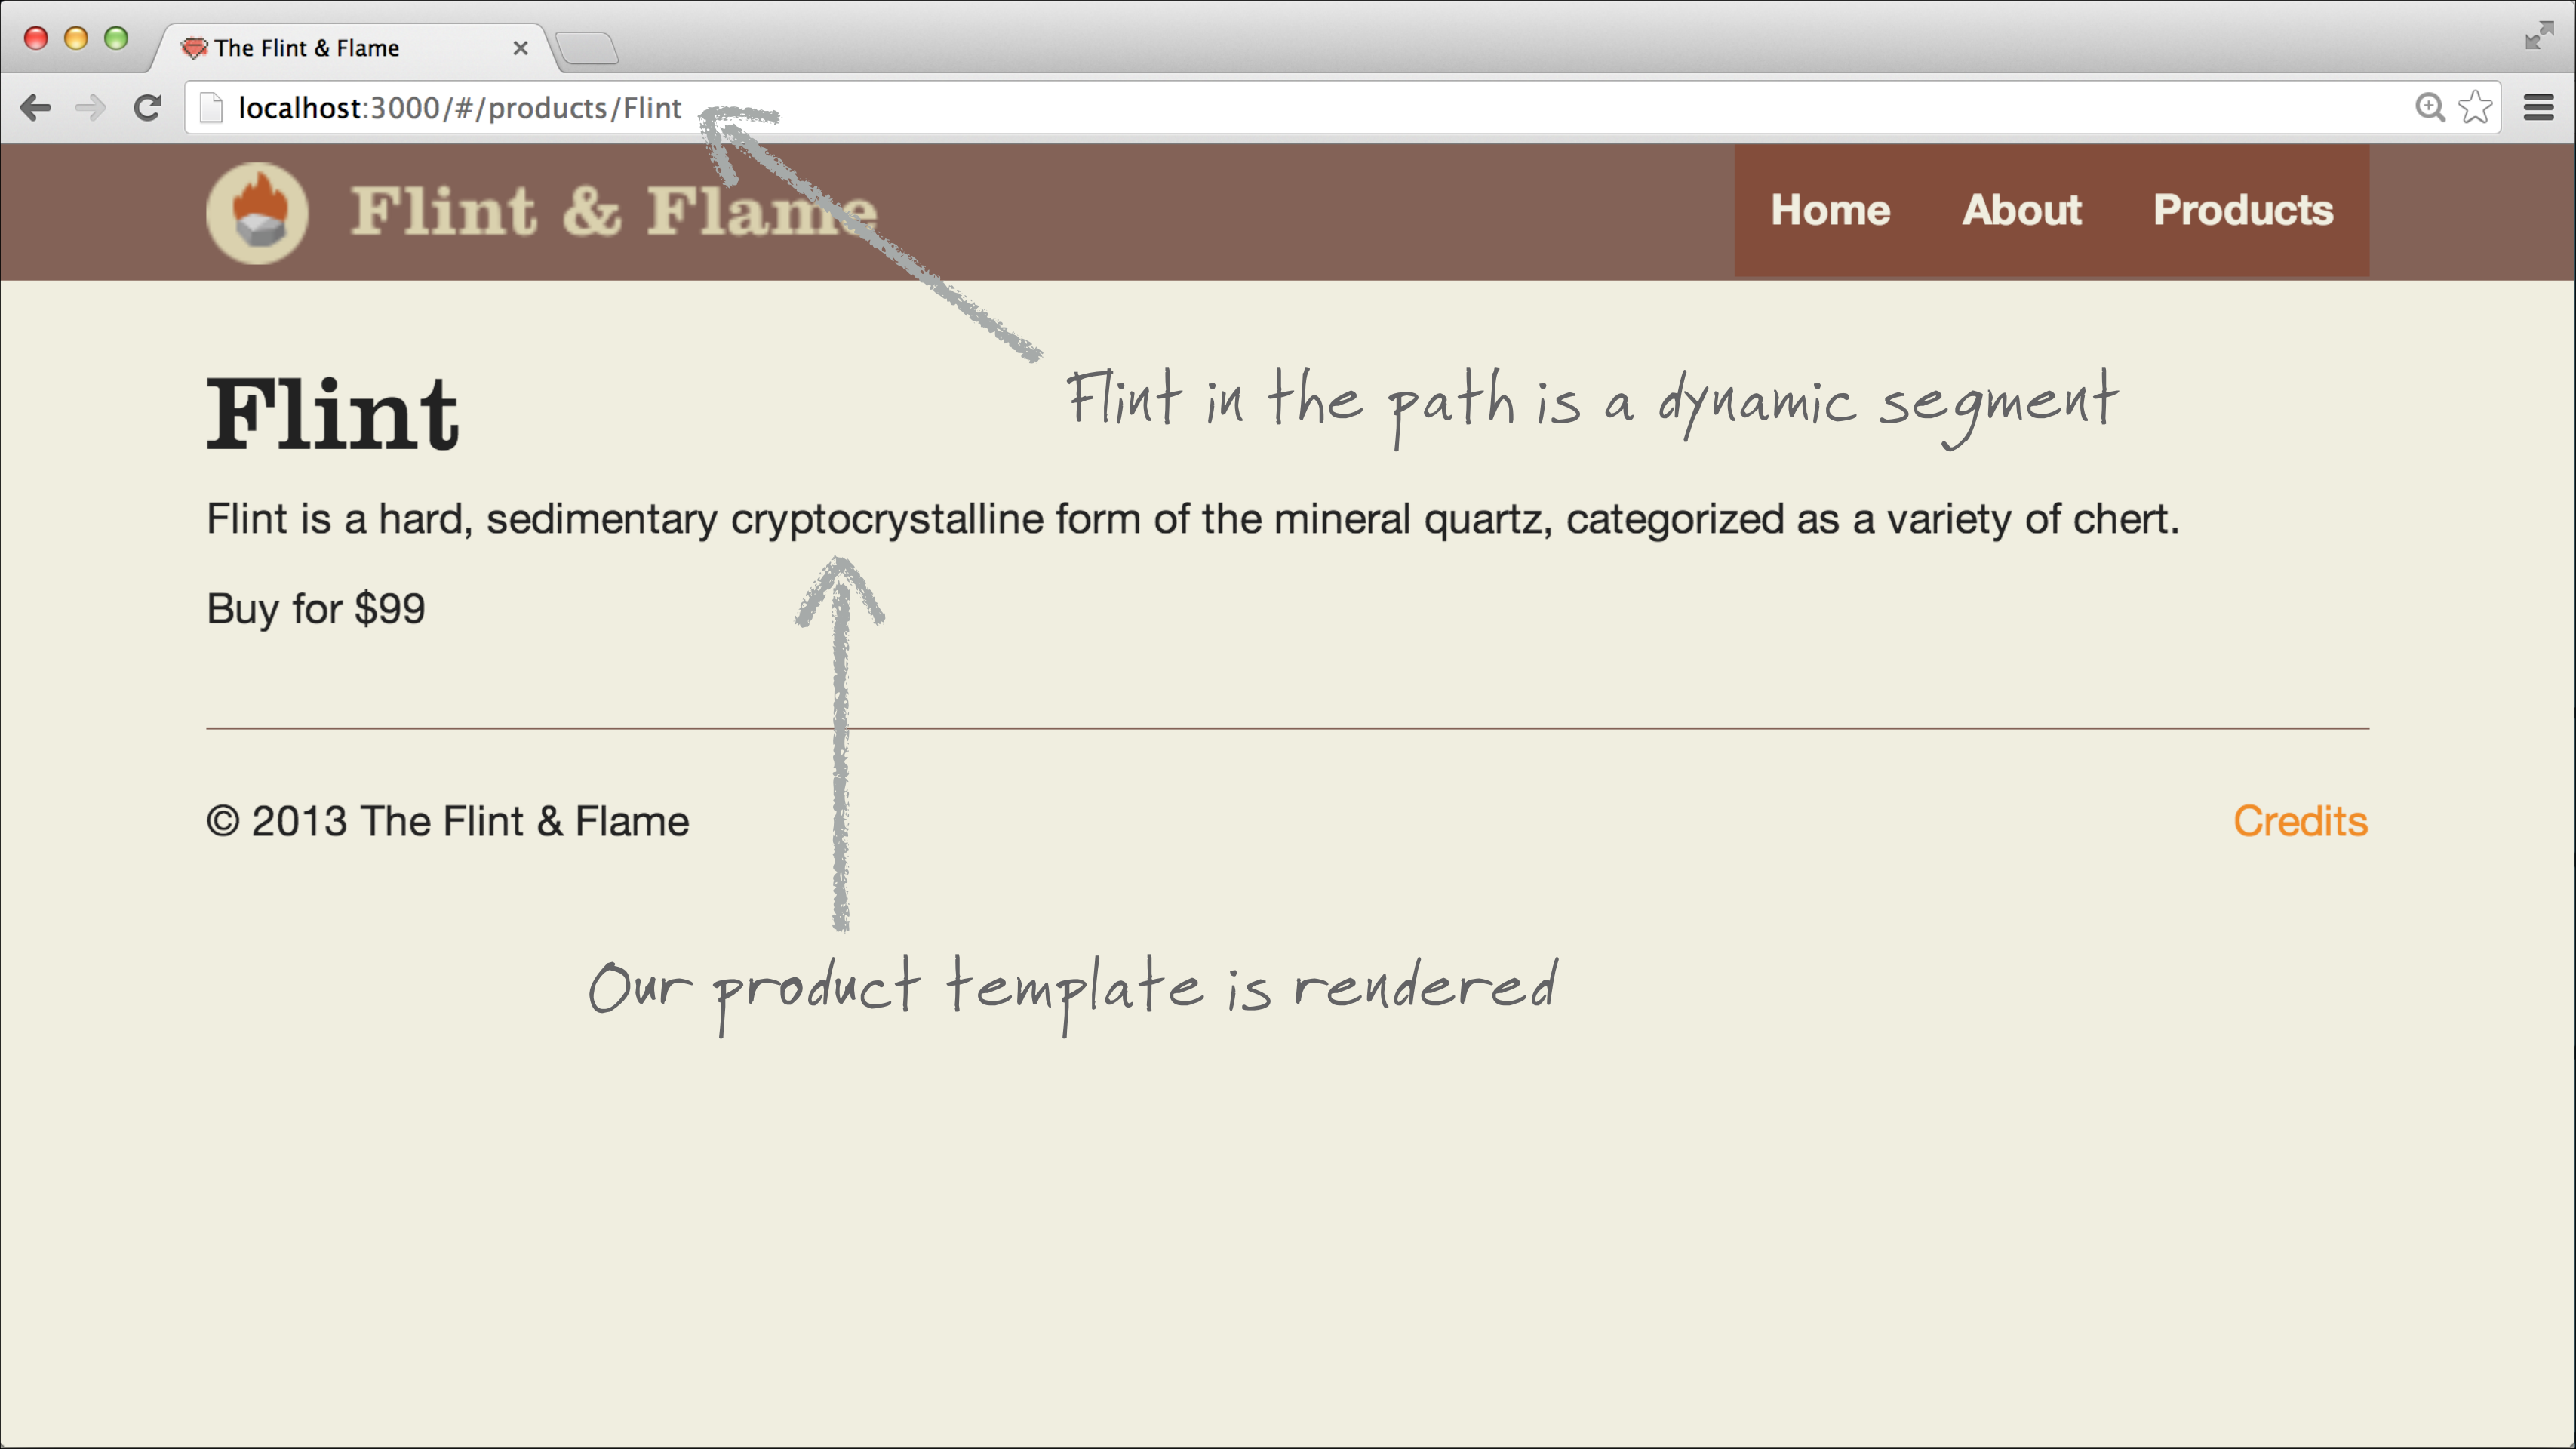 The Flint & Flame
localhost:3000/#/products/Flint
Flint & Flame
Home About Products
Flint
Flint in the path is a dynamic segment
Flint is a hard, sedimentary cryptocrystalline form of the mineral quartz, categorized as a variety of chert.
Buy for $99
© 2013 The Flint & Flame
Credits
Our product template is rendered